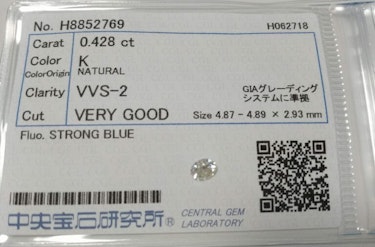 No. H8852769 H062718
Carat 0.428 ct
Color K
ColorOrigin NATURAL
Clarity VVS-2 GIAグレーディング
システムに準拠
Cut VERY GOOD Size 4.87 - 4.89 × 2.93 mm
Fluo. STRONG BLUE
中央宝石研究所® CENTRAL GEM
LABORATORY